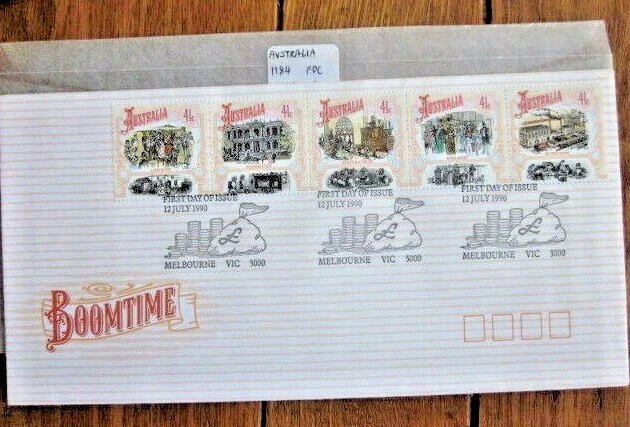 AUSTRALIA
1184 FDC
AUSTRALIA 41c
AUSTRALIA 41c
AUSTRALIA 41c
AUSTRALIA 41c
AUSTRALIA 41c
FIRST DAY OF ISSUE
12 JULY 1990
£
MELBOURNE VIC 3000
FIRST DAY OF ISSUE
12 JULY 1990
£
MELBOURNE VIC 3000
FIRST DAY OF ISSUE
12 JULY 1990
£
MELBOURNE VIC 3000
BOOMTIME